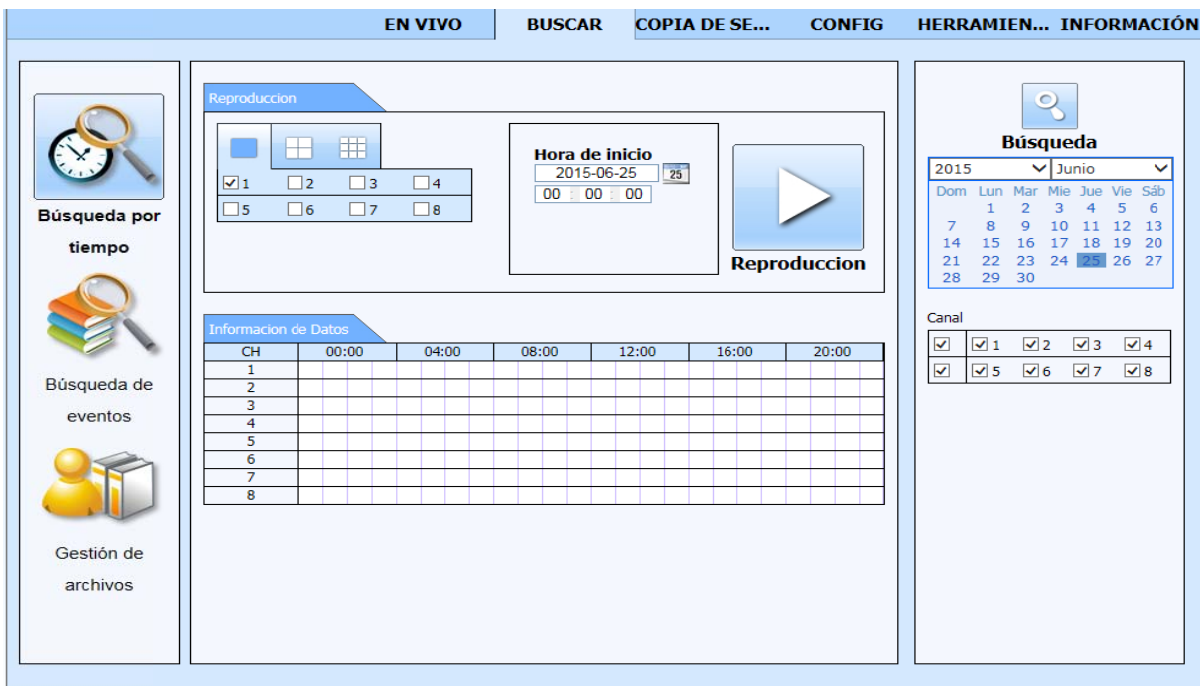 EN VIVO BUSCAR COPIA DE SE... CONFIG HERRAMIEN... INFORMACIÓN
Búsqueda por
tiempo
Búsqueda de
eventos
Gestión de
archivos
Reproduccion
1 2 3 4
5 6 7 8
Hora de inicio
2015-06-25 25
00 : 00 : 00
Reproduccion
Informacion de Datos
CH 00:00 04:00 08:00 12:00 16:00 20:00
1
2
3
4
5
6
7
8
Búsqueda
2015 Junio
Dom Lun Mar Mie Jue Vie Sáb
1 2 3 4 5 6
7 8 9 10 11 12 13
14 15 16 17 18 19 20
21 22 23 24 25 26 27
28 29 30
Canal
1 2 3 4
5 6 7 8